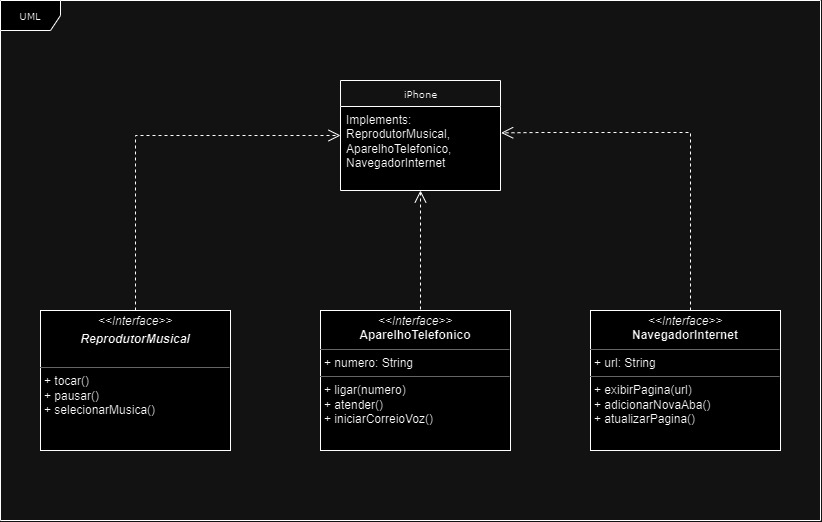 UML
iPhone
Implements:
ReprodutorMusical,
AparelhoTelefonico,
NavegadorInternet
<<Interface>>
ReprodutorMusical
+ tocar()
+ pausar()
+ selecionarMusica()
<<Interface>>
AparelhoTelefonico
+ numero: String
+ ligar(numero)
+ atender()
+ iniciarCorreioVoz()
<<Interface>>
NavegadorInternet
+ url: String
+ exibirPagina(url)
+ adicionarNovaAba()
+ atualizarPagina()